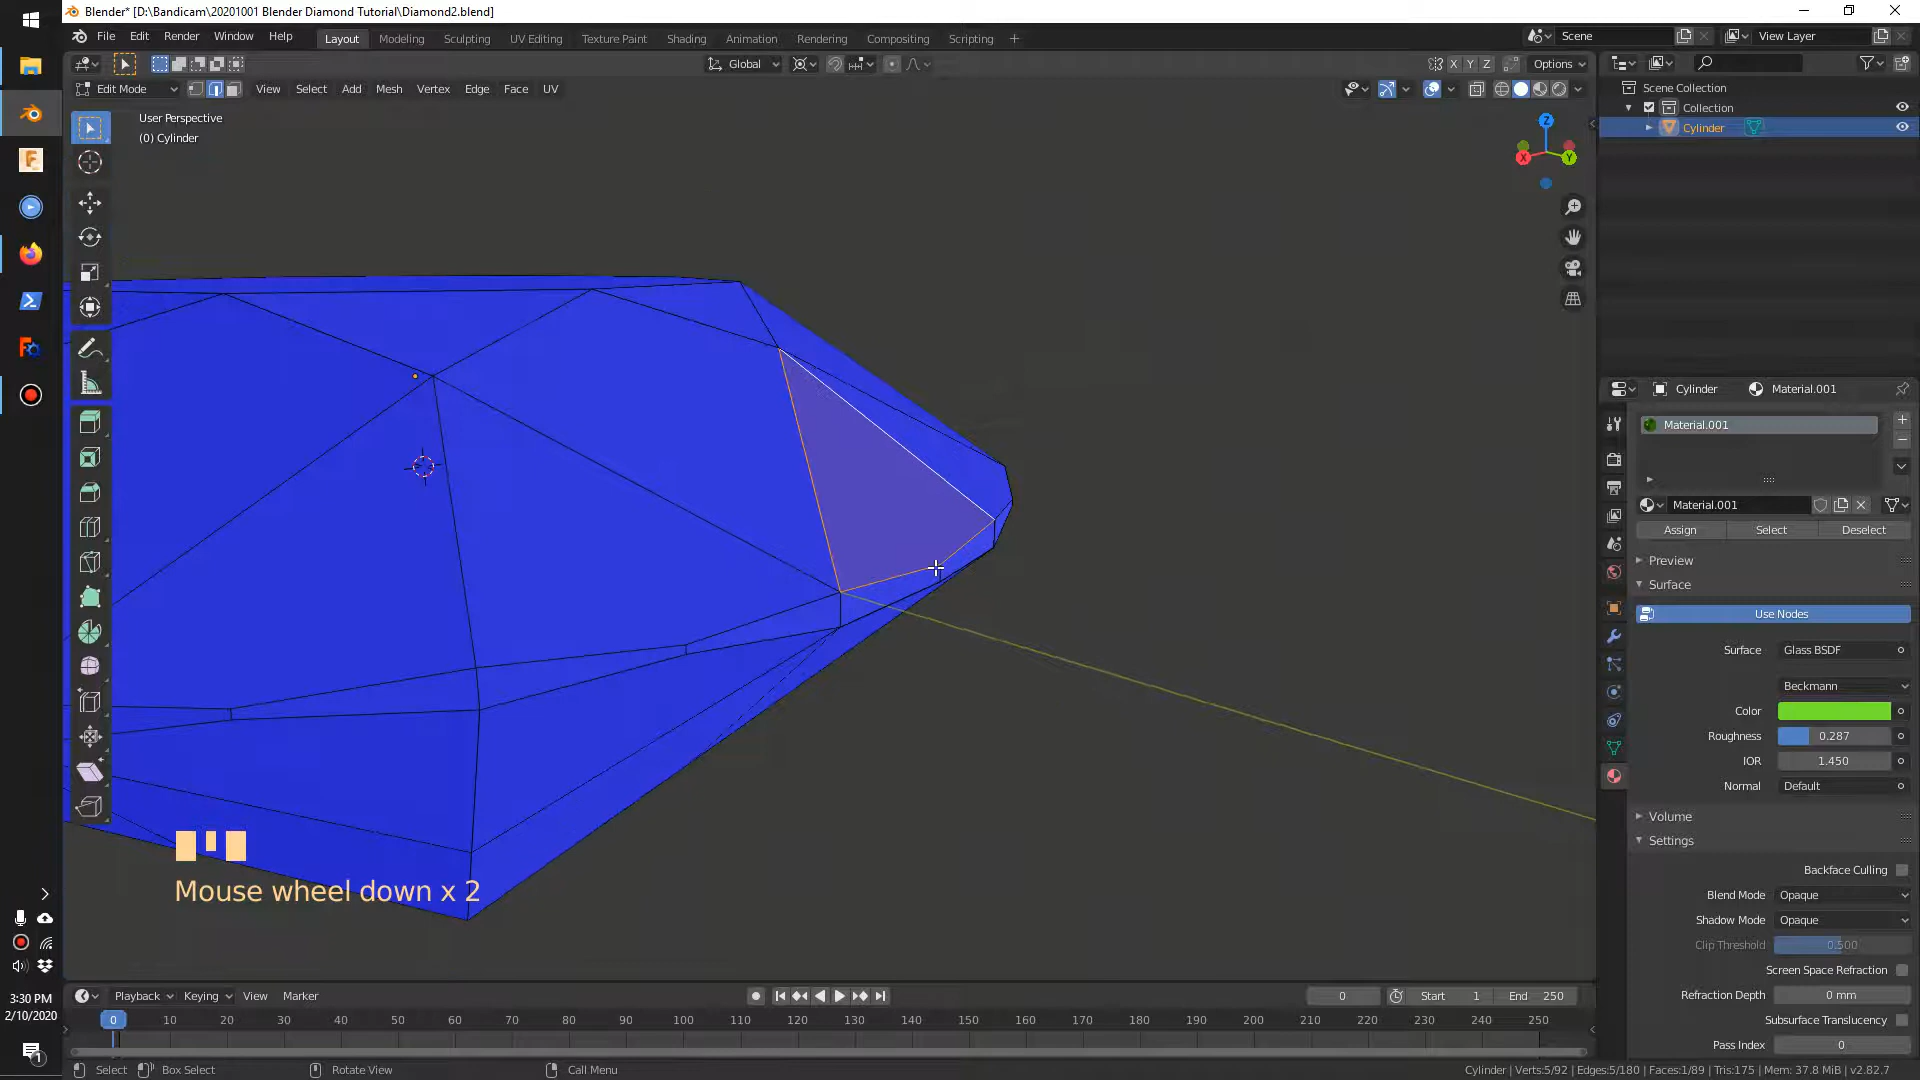 Blender* [D:\Bandicam\20201001 Blender Diamond Tutorial\Diamond2.blend]
File Edit Render Window Help
Layout Modeling Sculpting UV Editing Texture Paint Shading Animation Rendering Compositing Scripting
Scene
View Layer
Global
X Y Z
Options
Edit Mode
View Select Add Mesh Vertex Edge Face UV
User Perspective
(0) Cylinder
Z
X
Y
Scene Collection
Collection
Cylinder
Cylinder
Material.001
Material.001
Material.001
Assign
Select
Deselect
Preview
Surface
Use Nodes
Surface Glass BSDF
Beckmann
Color
Roughness 0.287
IOR 1.450
Normal Default
Volume
Settings
Backface Culling
Blend Mode Opaque
Shadow Mode Opaque
Clip Threshold 0.500
Screen Space Refraction
Refraction Depth 0 mm
Subsurface Translucency
Pass Index 0
Mouse wheel down x 2
Playback Keying View Marker
0
Start 1
End 250
0 10 20 30 40 50 60 70 80 90 100 110 120 130 140 150 160 170 180 190 200 210 220 230 240 250
3:30 PM
2/10/2020
1
Select
Box Select
Rotate View
Call Menu
Cylinder | Verts:5/92 | Edges:5/180 | Faces:1/89 | Tris:175 | Mem: 37.8 MiB | v2.82.7